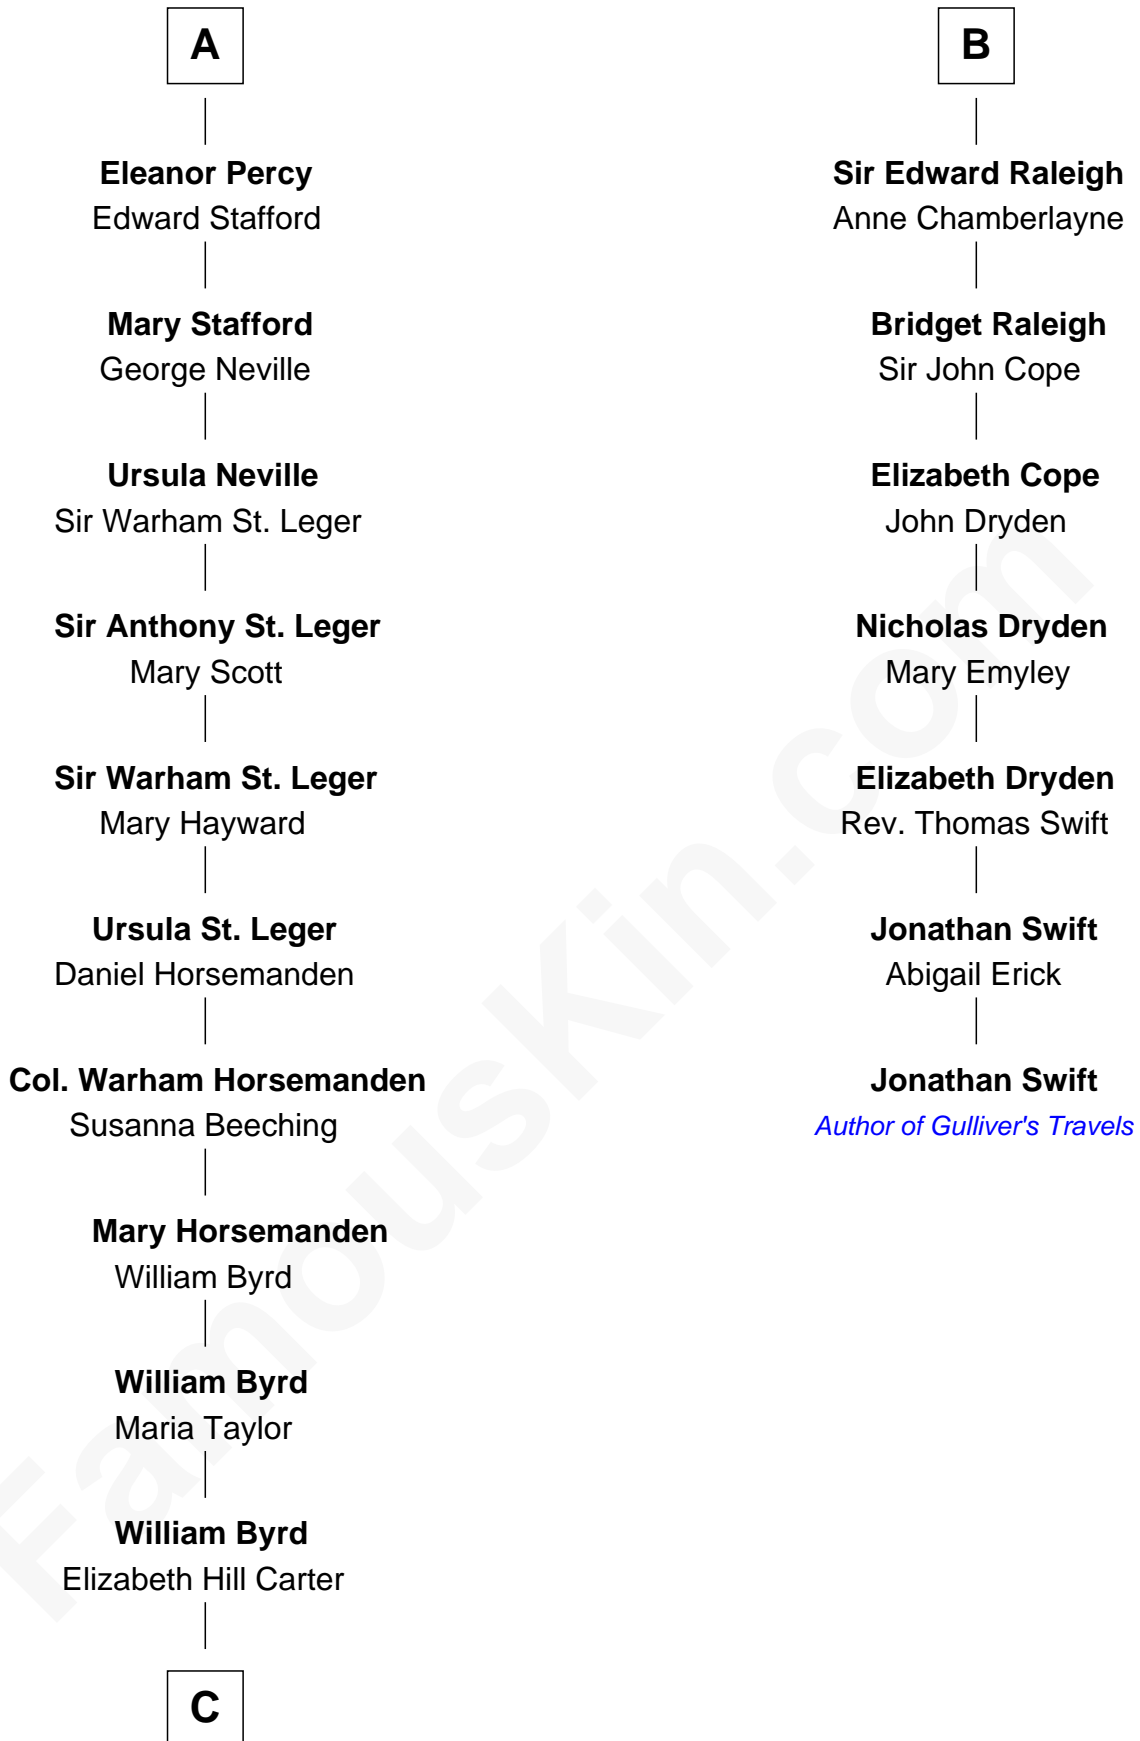 A
Eleanor Percy
Edward Stafford
Mary Stafford
George Neville
Ursula Neville
Sir Warham St. Leger
Sir Anthony St. Leger
Mary Scott
Sir Warham St. Leger
Mary Hayward
Ursula St. Leger
Daniel Horsemanden
Col. Warham Horsemanden
Susanna Beeching
Mary Horsemanden
William Byrd
William Byrd
Maria Taylor
William Byrd
Elizabeth Hill Carter
C
B
Sir Edward Raleigh
Anne Chamberlayne
Bridget Raleigh
Sir John Cope
Elizabeth Cope
John Dryden
Nicholas Dryden
Mary Emyley
Elizabeth Dryden
Rev. Thomas Swift
Jonathan Swift
Abigail Erick
Jonathan Swift
Author of Gulliver's Travels
FamousKin.com